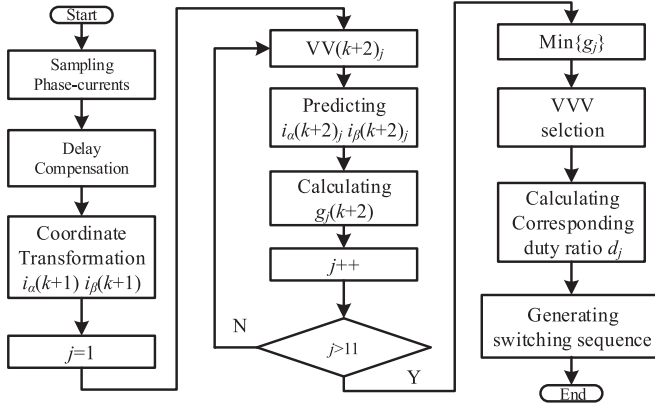 Start
Sampling
Phase-currents
Delay
Compensation
Coordinate
Transformation
iα(k+1) iβ(k+1)
j=1
VV(k+2)j
Predicting
iα(k+2)j iβ(k+2)j
Calculating
gj(k+2)
j++
j>11
N
Y
Min{gj}
VVV
selction
Calculating
Corresponding
duty ratio dj
Generating
switching sequence
End